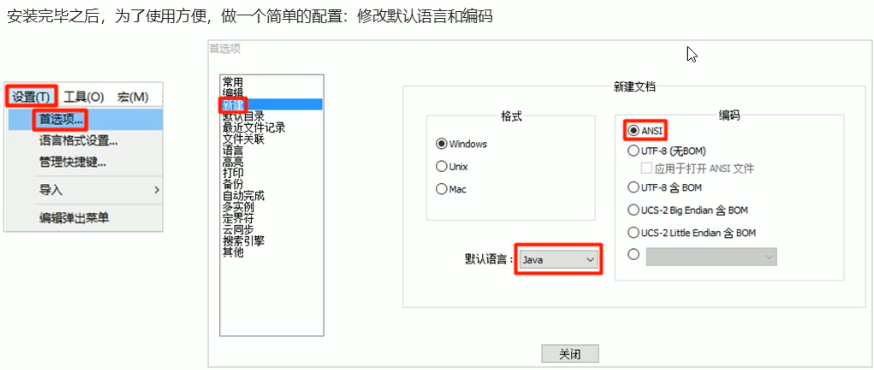 安装完毕之后，为了使用方便，做一个简单的配置：修改默认语言和编码
设置(T) 工具(O) 宏(M)
首选项...
语言格式设置...
管理快捷键...
导入
编辑弹出菜单
首选项
常用
编辑
新建
默认目录
最近文件记录
文件关联
语言
高亮
打印
备份
自动完成
多实例
定界符
云同步
搜索引擎
其他
新建文档
格式
Windows
Unix
Mac
默认语言：
Java
编码
ANSI
UTF-8 (无BOM)
应用于打开 ANSI 文件
UTF-8 含 BOM
UCS-2 Big Endian 含 BOM
UCS-2 Little Endian 含 BOM
关闭